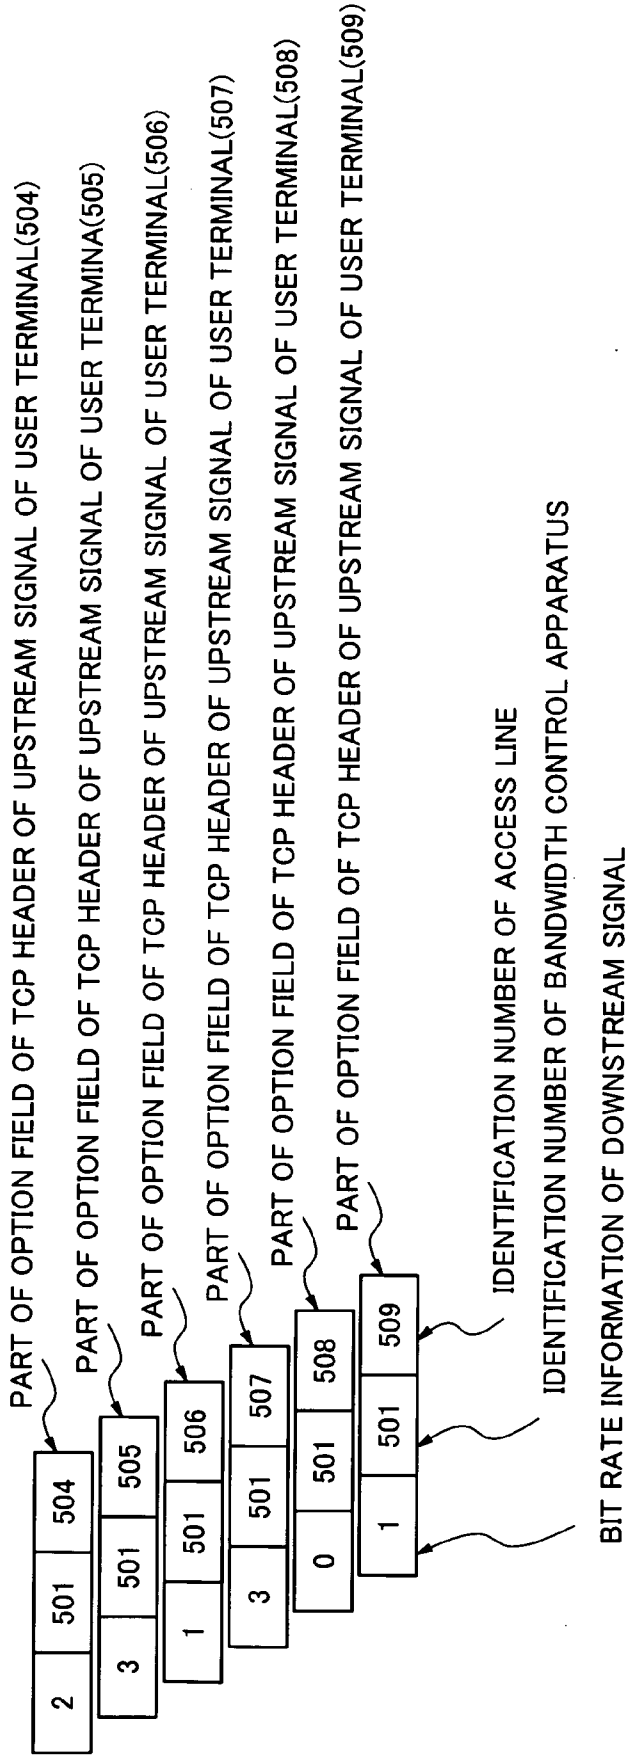 PART OF OPTION FIELD OF TCP HEADER OF UPSTREAM SIGNAL OF USER TERMINAL(504)
2 501 504
PART OF OPTION FIELD OF TCP HEADER OF UPSTREAM SIGNAL OF USER TERMINA(505)
3 501 505
PART OF OPTION FIELD OF TCP HEADER OF UPSTREAM SIGNAL OF USER TERMINAL(506)
1 501 506
PART OF OPTION FIELD OF TCP HEADER OF UPSTREAM SIGNAL OF USER TERMINAL(507)
3 501 507
PART OF OPTION FIELD OF TCP HEADER OF UPSTREAM SIGNAL OF USER TERMINAL(508)
0 501 508
PART OF OPTION FIELD OF TCP HEADER OF UPSTREAM SIGNAL OF USER TERMINAL(509)
1 501 509
IDENTIFICATION NUMBER OF ACCESS LINE
IDENTIFICATION NUMBER OF BANDWIDTH CONTROL APPARATUS
BIT RATE INFORMATION OF DOWNSTREAM SIGNAL